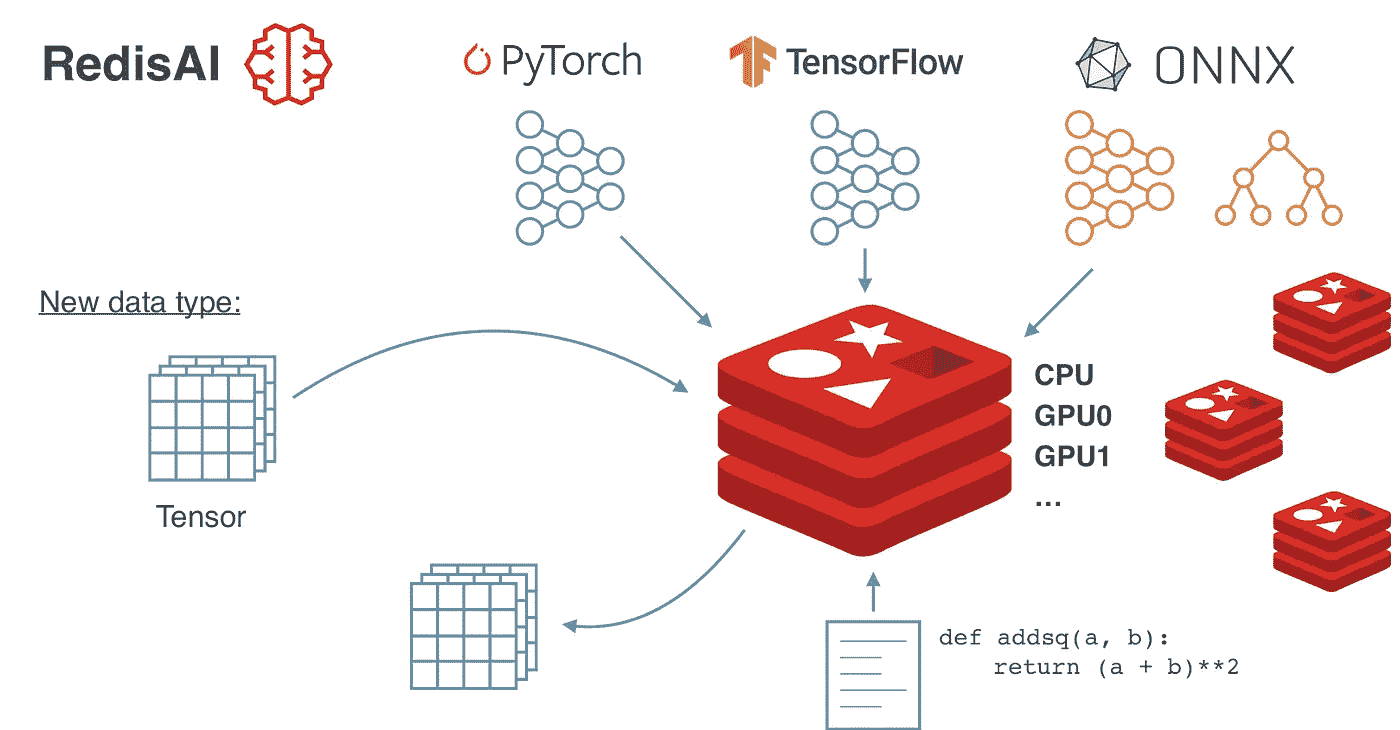 RedisAI
PyTorch
TensorFlow
ONNX
New data type:
Tensor
CPU
GPU0
GPU1
...
def addsq(a, b):
    return (a + b)**2